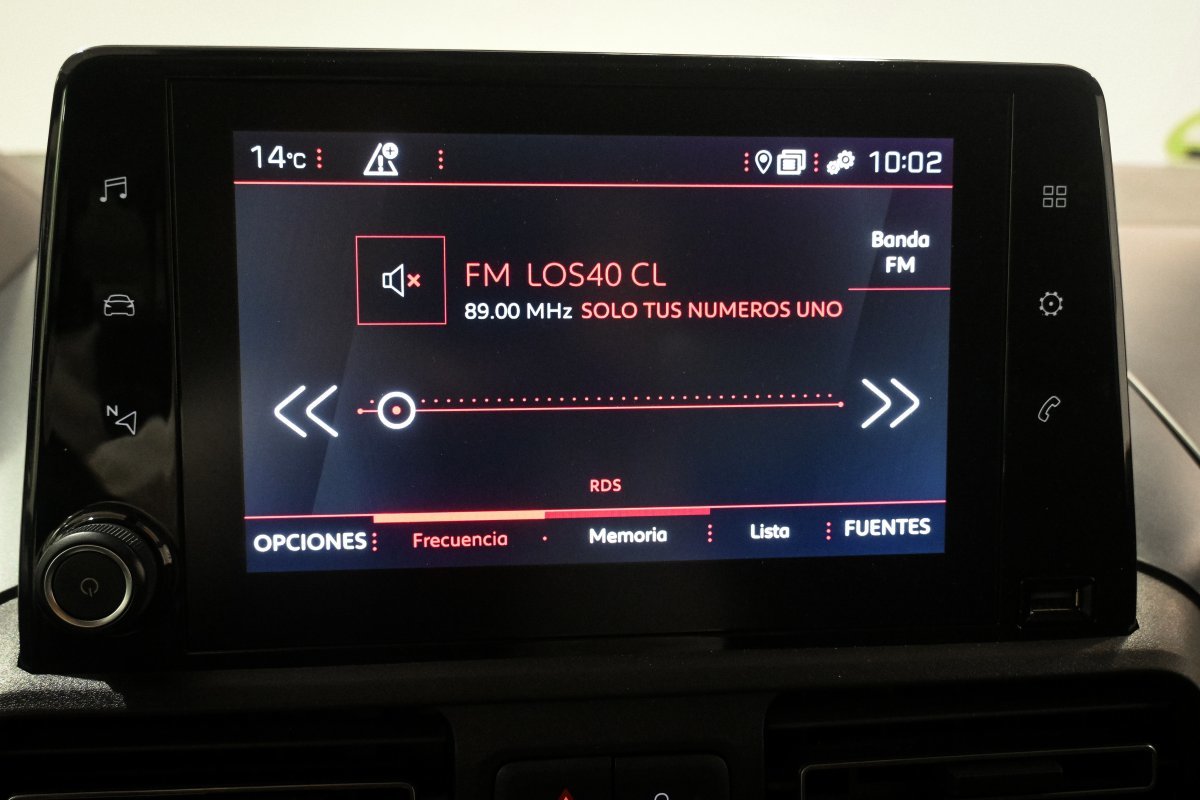 14°C
10:02
Banda
FM
FM LOS40 CL
89.00 MHz SOLO TUS NUMEROS UNO
N
RDS
OPCIONES Frecuencia Memoria Lista FUENTES